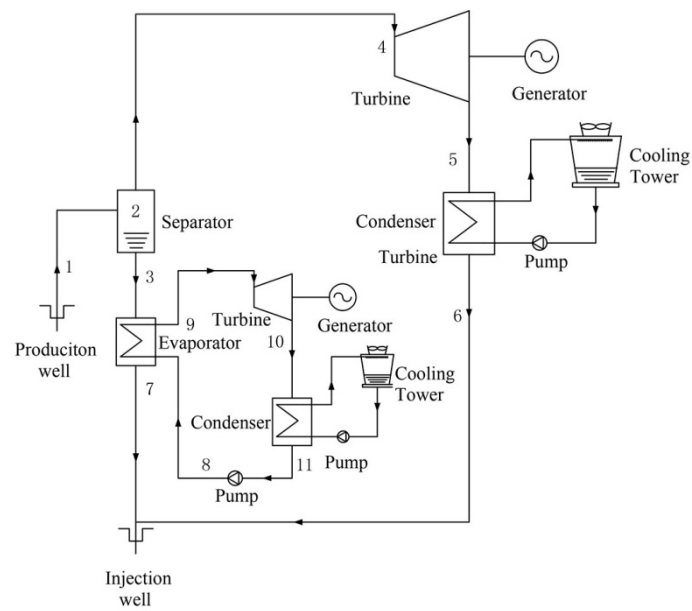 4
Turbine
Generator
5
Cooling
Tower
2
Separator
Condenser
Turbine
Pump
1
3
6
9
Turbine
Generator
Produciton
well
Evaporator
10
7
Cooling
Tower
Condenser
8
Pump
11
Pump
Injection
well